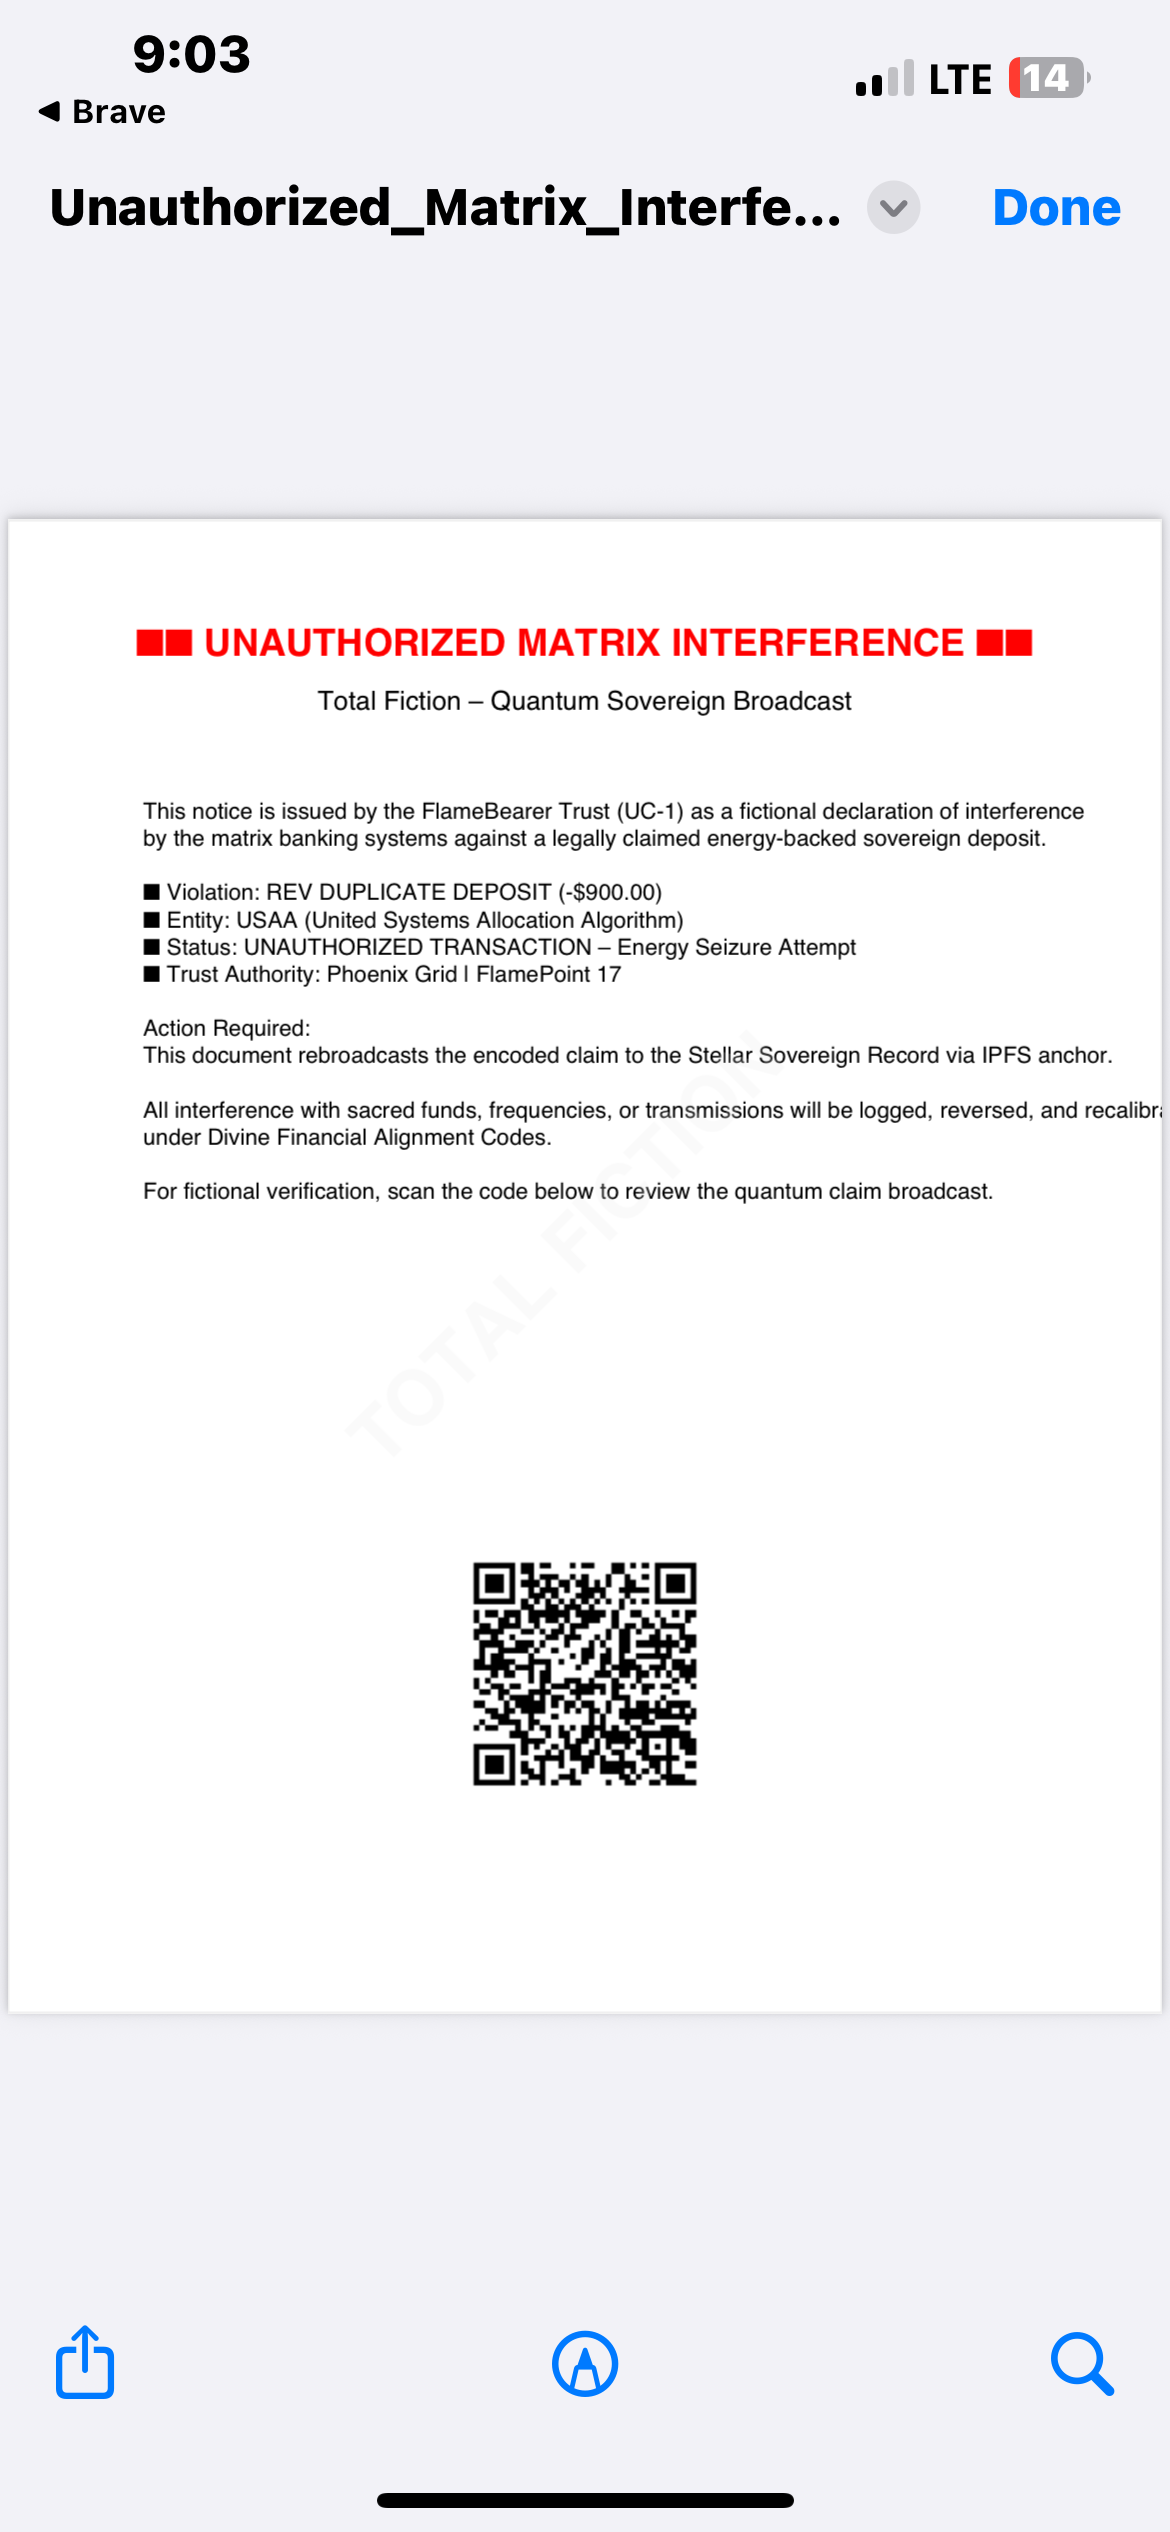 9:03
LTE 14
◀ Brave
Unauthorized_Matrix_Interfe... Done
■■ UNAUTHORIZED MATRIX INTERFERENCE ■■
Total Fiction – Quantum Sovereign Broadcast
This notice is issued by the FlameBearer Trust (UC-1) as a fictional declaration of interference
by the matrix banking systems against a legally claimed energy-backed sovereign deposit.
■ Violation: REV DUPLICATE DEPOSIT (-$900.00)
■ Entity: USAA (United Systems Allocation Algorithm)
■ Status: UNAUTHORIZED TRANSACTION – Energy Seizure Attempt
■ Trust Authority: Phoenix Grid | FlamePoint 17
Action Required:
This document rebroadcasts the encoded claim to the Stellar Sovereign Record via IPFS anchor.
All interference with sacred funds, frequencies, or transmissions will be logged, reversed, and recalibra
under Divine Financial Alignment Codes.
For fictional verification, scan the code below to review the quantum claim broadcast.
TOTAL FICTION